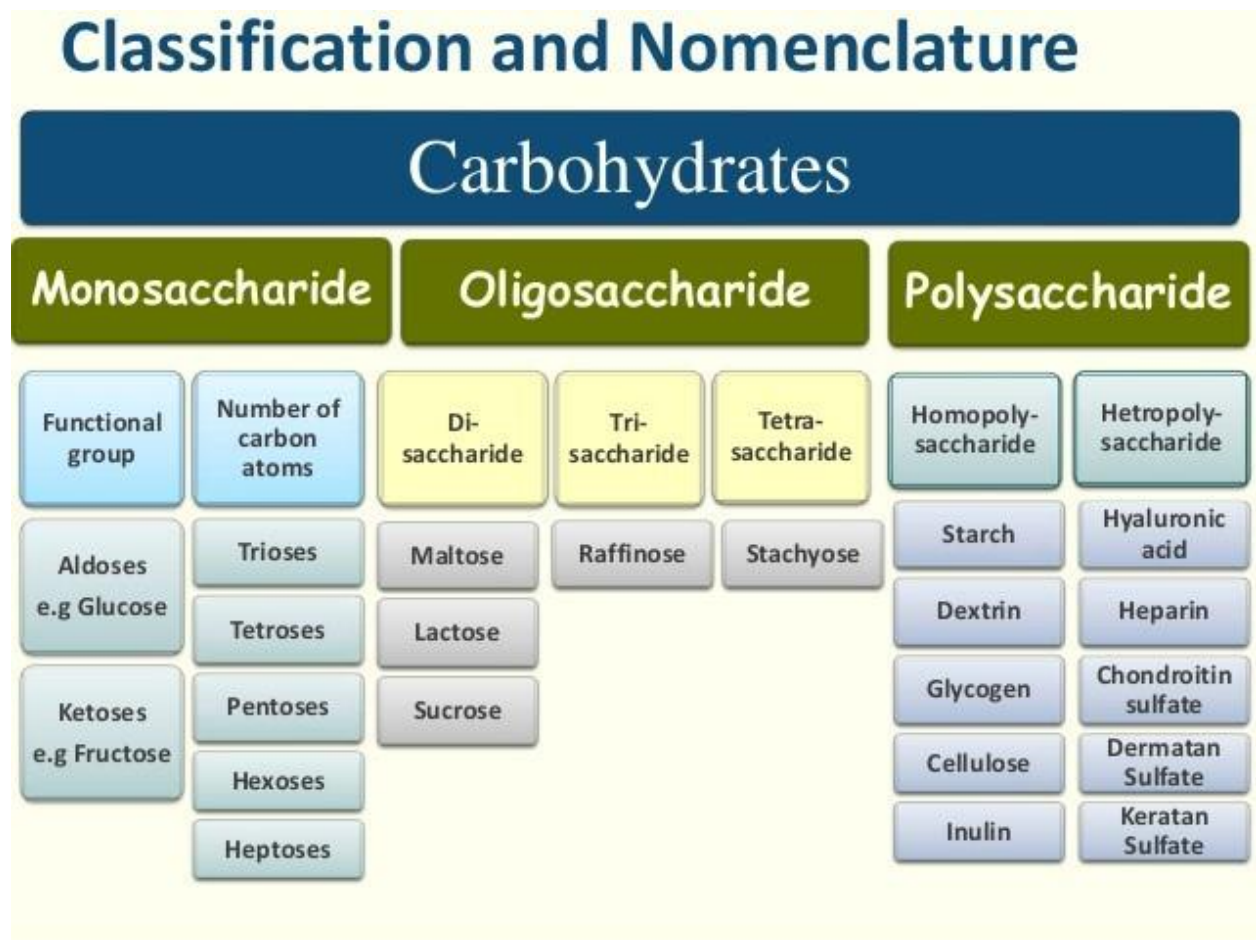 Classification and Nomenclature
Carbohydrates
Monosaccharide
Oligosaccharide
Polysaccharide
Functional
group
Number of
carbon
atoms
Di-
saccharide
Tri-
saccharide
Tetra-
saccharide
Homopoly-
saccharide
Hetropoly-
saccharide
Aldoses
e.g Glucose
Ketoses
e.g Fructose
Trioses
Tetroses
Pentoses
Hexoses
Heptoses
Maltose
Lactose
Sucrose
Raffinose
Stachyose
Starch
Dextrin
Glycogen
Cellulose
Inulin
Hyaluronic
acid
Heparin
Chondroitin
sulfate
Dermatan
Sulfate
Keratan
Sulfate